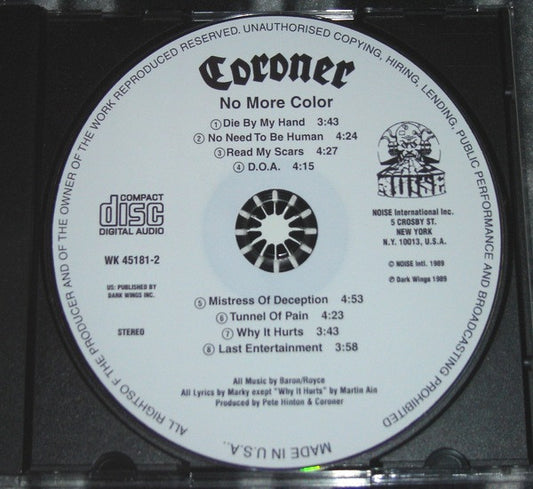 ALL RIGHTS OF THE PRODUCER AND OF THE OWNER OF THE WORK REPRODUCED RESERVED. UNAUTHORISED COPYING, HIRING, LENDING, PUBLIC PERFORMANCE AND BROADCASTING PROHIBITED
Coroner
No More Color
1 Die By My Hand 3:43
2 No Need To Be Human 4:24
3 Read My Scars 4:27
4 D.O.A. 4:15
NOISE
COMPACT
disc
DIGITAL AUDIO
NOISE International Inc.
5 CROSBY ST.
NEW YORK
N.Y. 10013, U.S.A.
WK 45181-2
© NOISE Intl. 1989
℗ Dark Wings 1989
US: PUBLISHED BY
DARK WINGS INC.
STEREO
5 Mistress Of Deception 4:53
6 Tunnel Of Pain 4:23
7 Why It Hurts 3:43
8 Last Entertainment 3:58
All Music by Baron/Royce
All Lyrics by Marky exept "Why it Hurts" by Martin Ain
Produced by Pete Hinton & Coroner
MADE IN U.S.A..